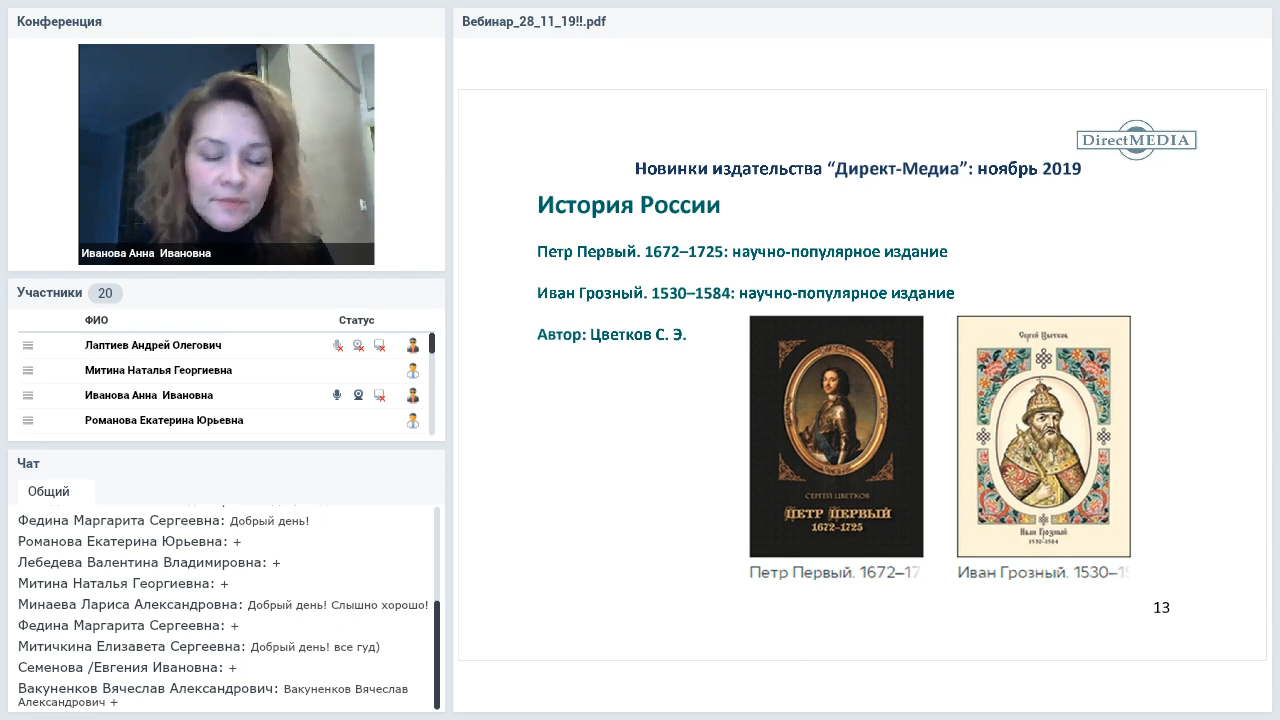 Конференция
Иванова Анна Ивановна
Участники 20
ФИО Статус
Лаптиев Андрей Олегович
Митина Наталья Георгиевна
Иванова Анна Ивановна
Романова Екатерина Юрьевна
Чат
Общий
Федина Маргарита Сергеевна: Добрый день!
Романова Екатерина Юрьевна: +
Лебедева Валентина Владимировна: +
Митина Наталья Георгиевна: +
Минаева Лариса Александровна: Добрый день! Слышно хорошо!
Федина Маргарита Сергеевна: +
Митичкина Елизавета Сергеевна: Добрый день! все гуд)
Семенова /Евгения Ивановна: +
Вакуненков Вячеслав Александрович: Вакуненков Вячеслав
Александрович +
Вебинар_28_11_19!!.pdf
DirectMEDIA
Новинки издательства “Директ-Медиа”: ноябрь 2019
История России
Петр Первый. 1672–1725: научно-популярное издание
Иван Грозный. 1530–1584: научно-популярное издание
Автор: Цветков С. Э.
СЕРГЕЙ ЦВЕТКОВ
ПЕТР ПЕРВЫЙ
1672–1725
Сергей Цветков
Иван Грозный
1530–1584
Петр Первый. 1672–17
Иван Грозный. 1530–15
13